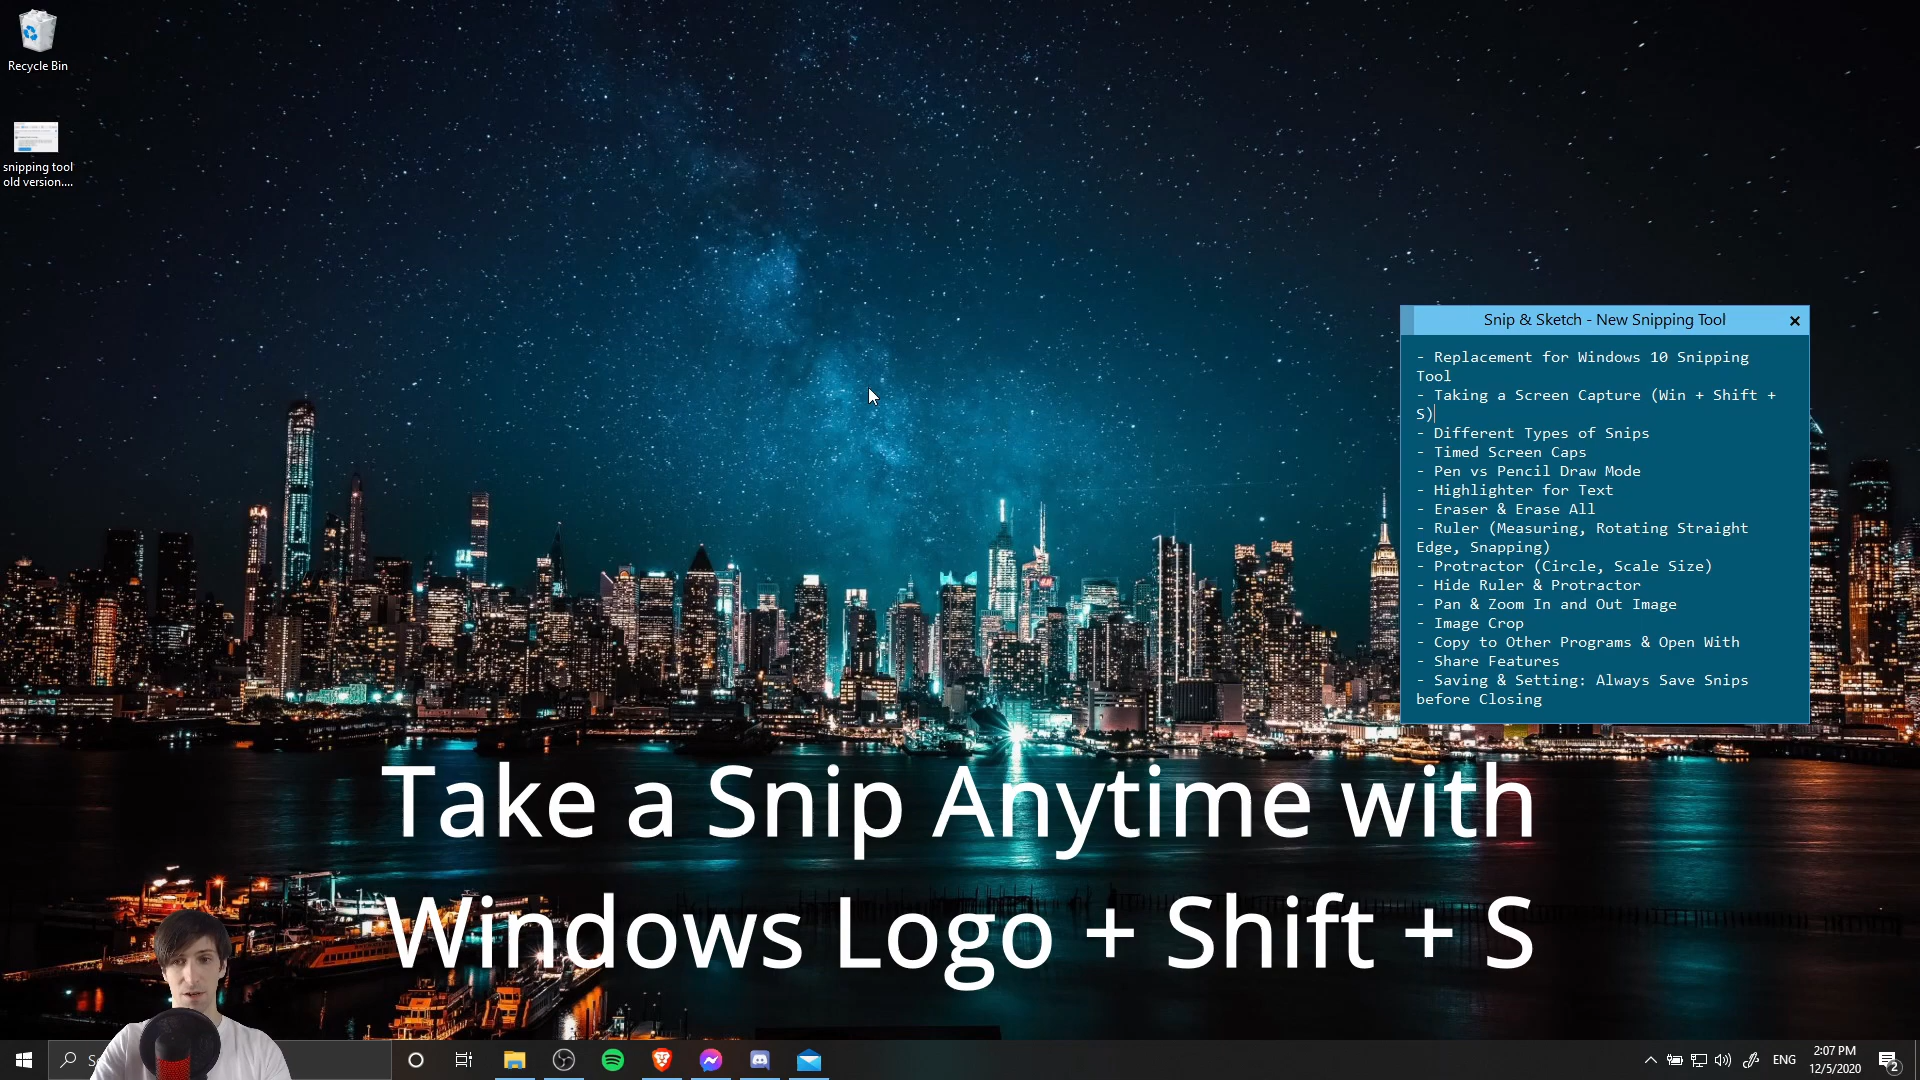 Recycle Bin
snipping tool
old version....
Snip & Sketch - New Snipping Tool
- Replacement for Windows 10 Snipping
Tool
- Taking a Screen Capture (Win + Shift +
S)
- Different Types of Snips
- Timed Screen Caps
- Pen vs Pencil Draw Mode
- Highlighter for Text
- Eraser & Erase All
- Ruler (Measuring, Rotating Straight
Edge, Snapping)
- Protractor (Circle, Scale Size)
- Hide Ruler & Protractor
- Pan & Zoom In and Out Image
- Image Crop
- Copy to Other Programs & Open With
- Share Features
- Saving & Setting: Always Save Snips
before Closing
Take a Snip Anytime with
Windows Logo + Shift + S
ENG
2:07 PM
12/5/2020
2